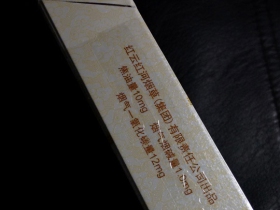 红云红河烟草(集团)有限责任公司出品
焦油量10mg 烟气烟碱量1.0mg
烟气一氧化碳量12mg